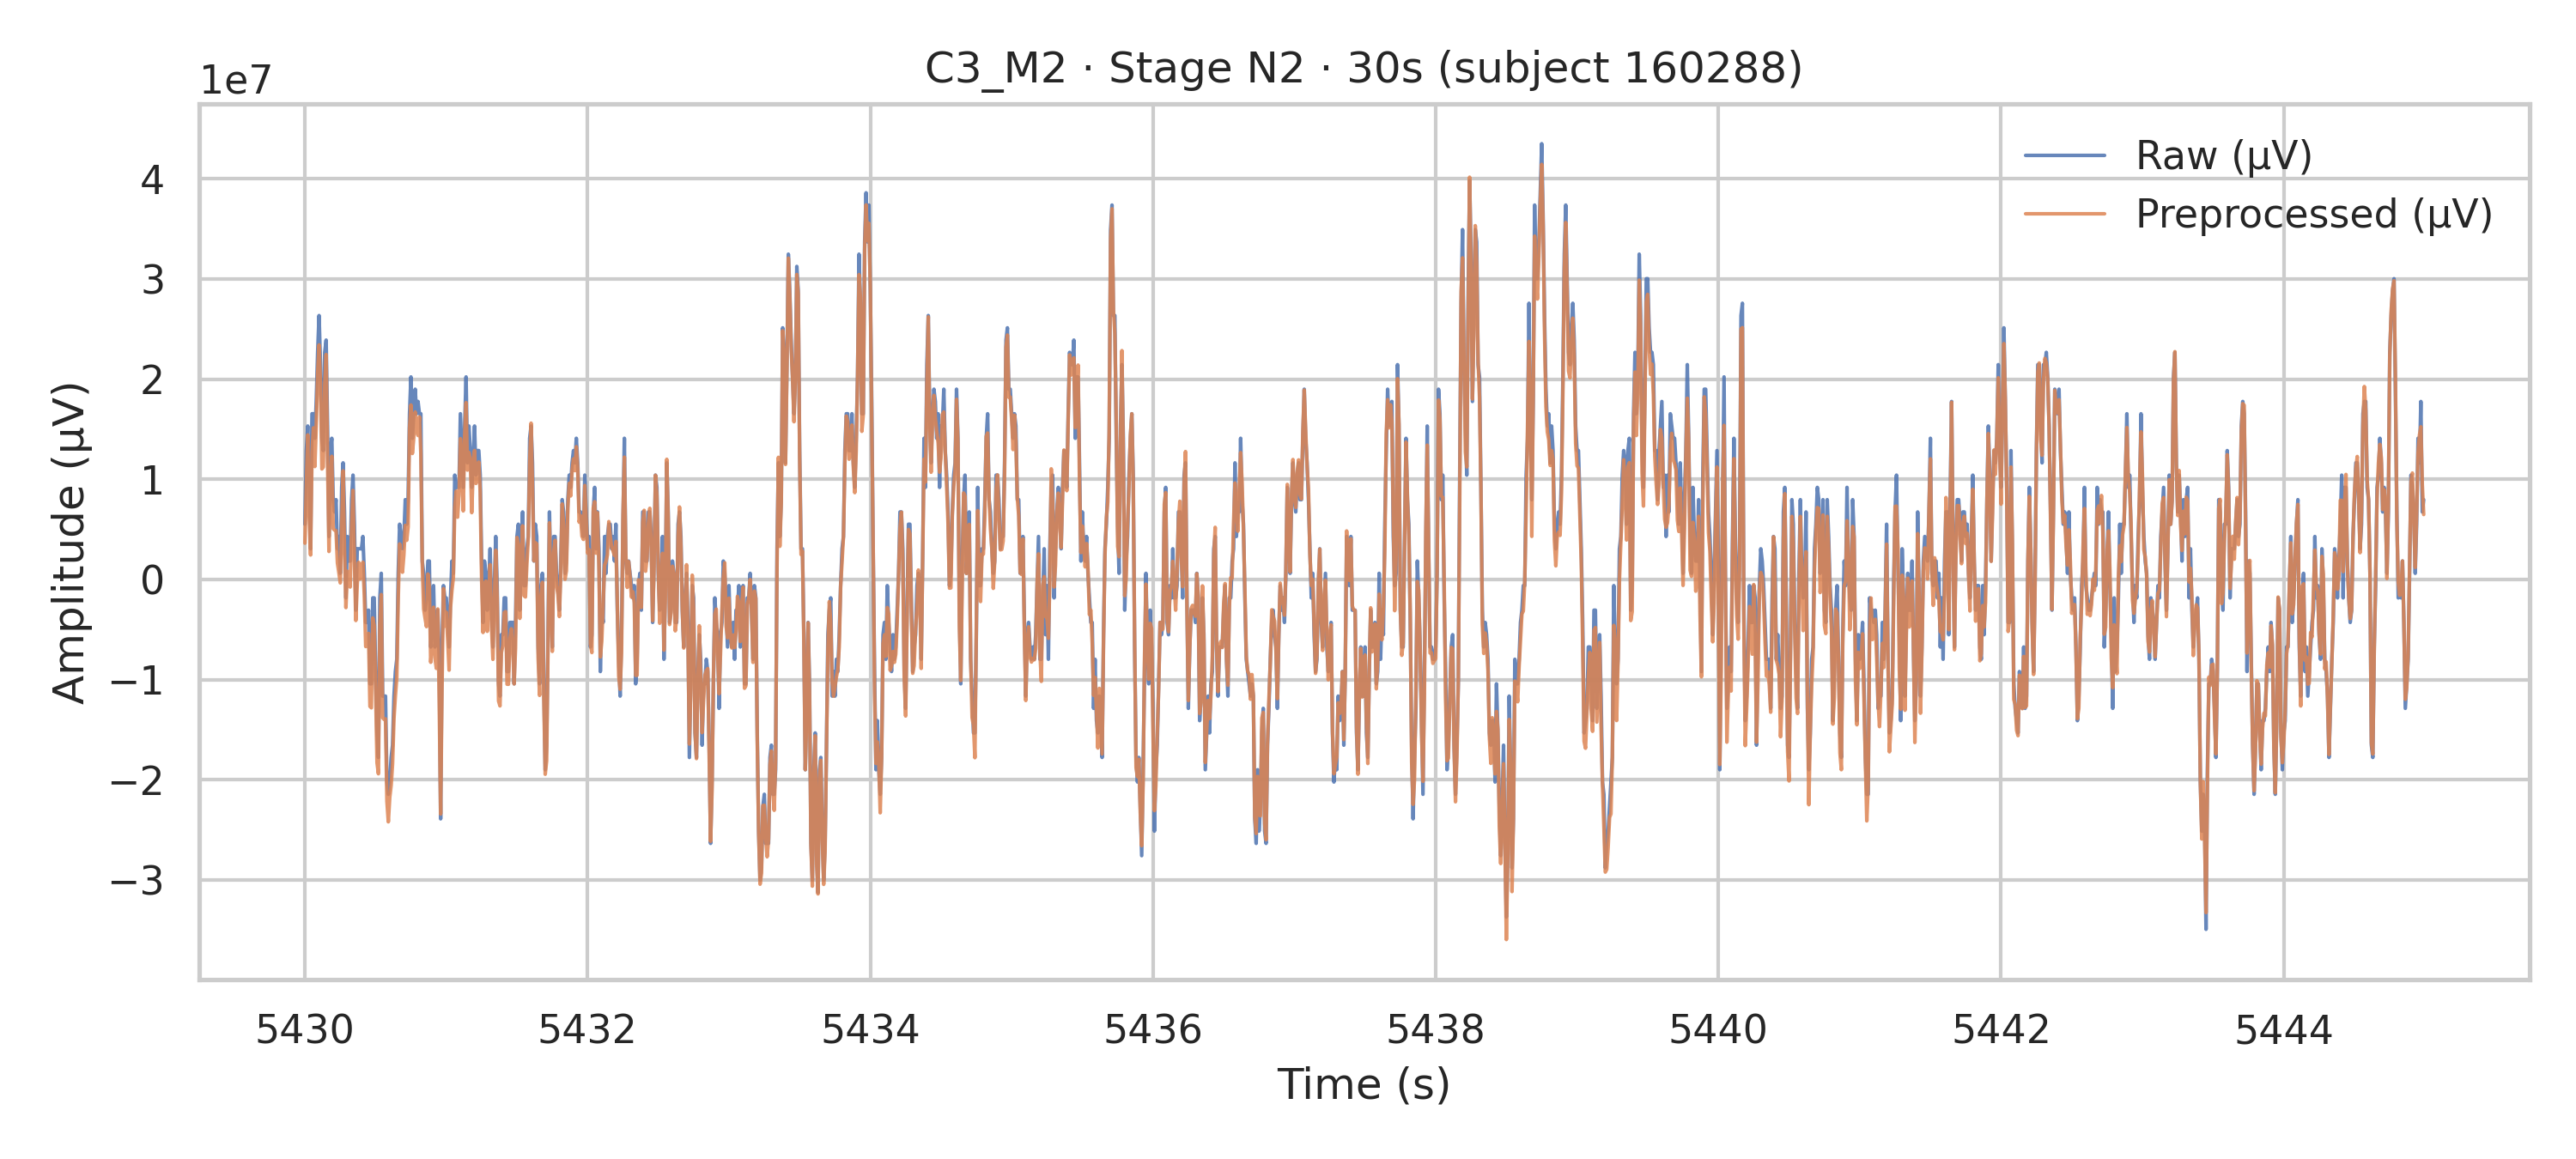 C3_M2 · Stage N2 · 30s (subject 160288)
1e7
Raw (μV)
Preprocessed (μV)
4
3
2
1
0
−1
−2
−3
Amplitude (μV)
5430 5432 5434 5436 5438 5440 5442 5444
Time (s)